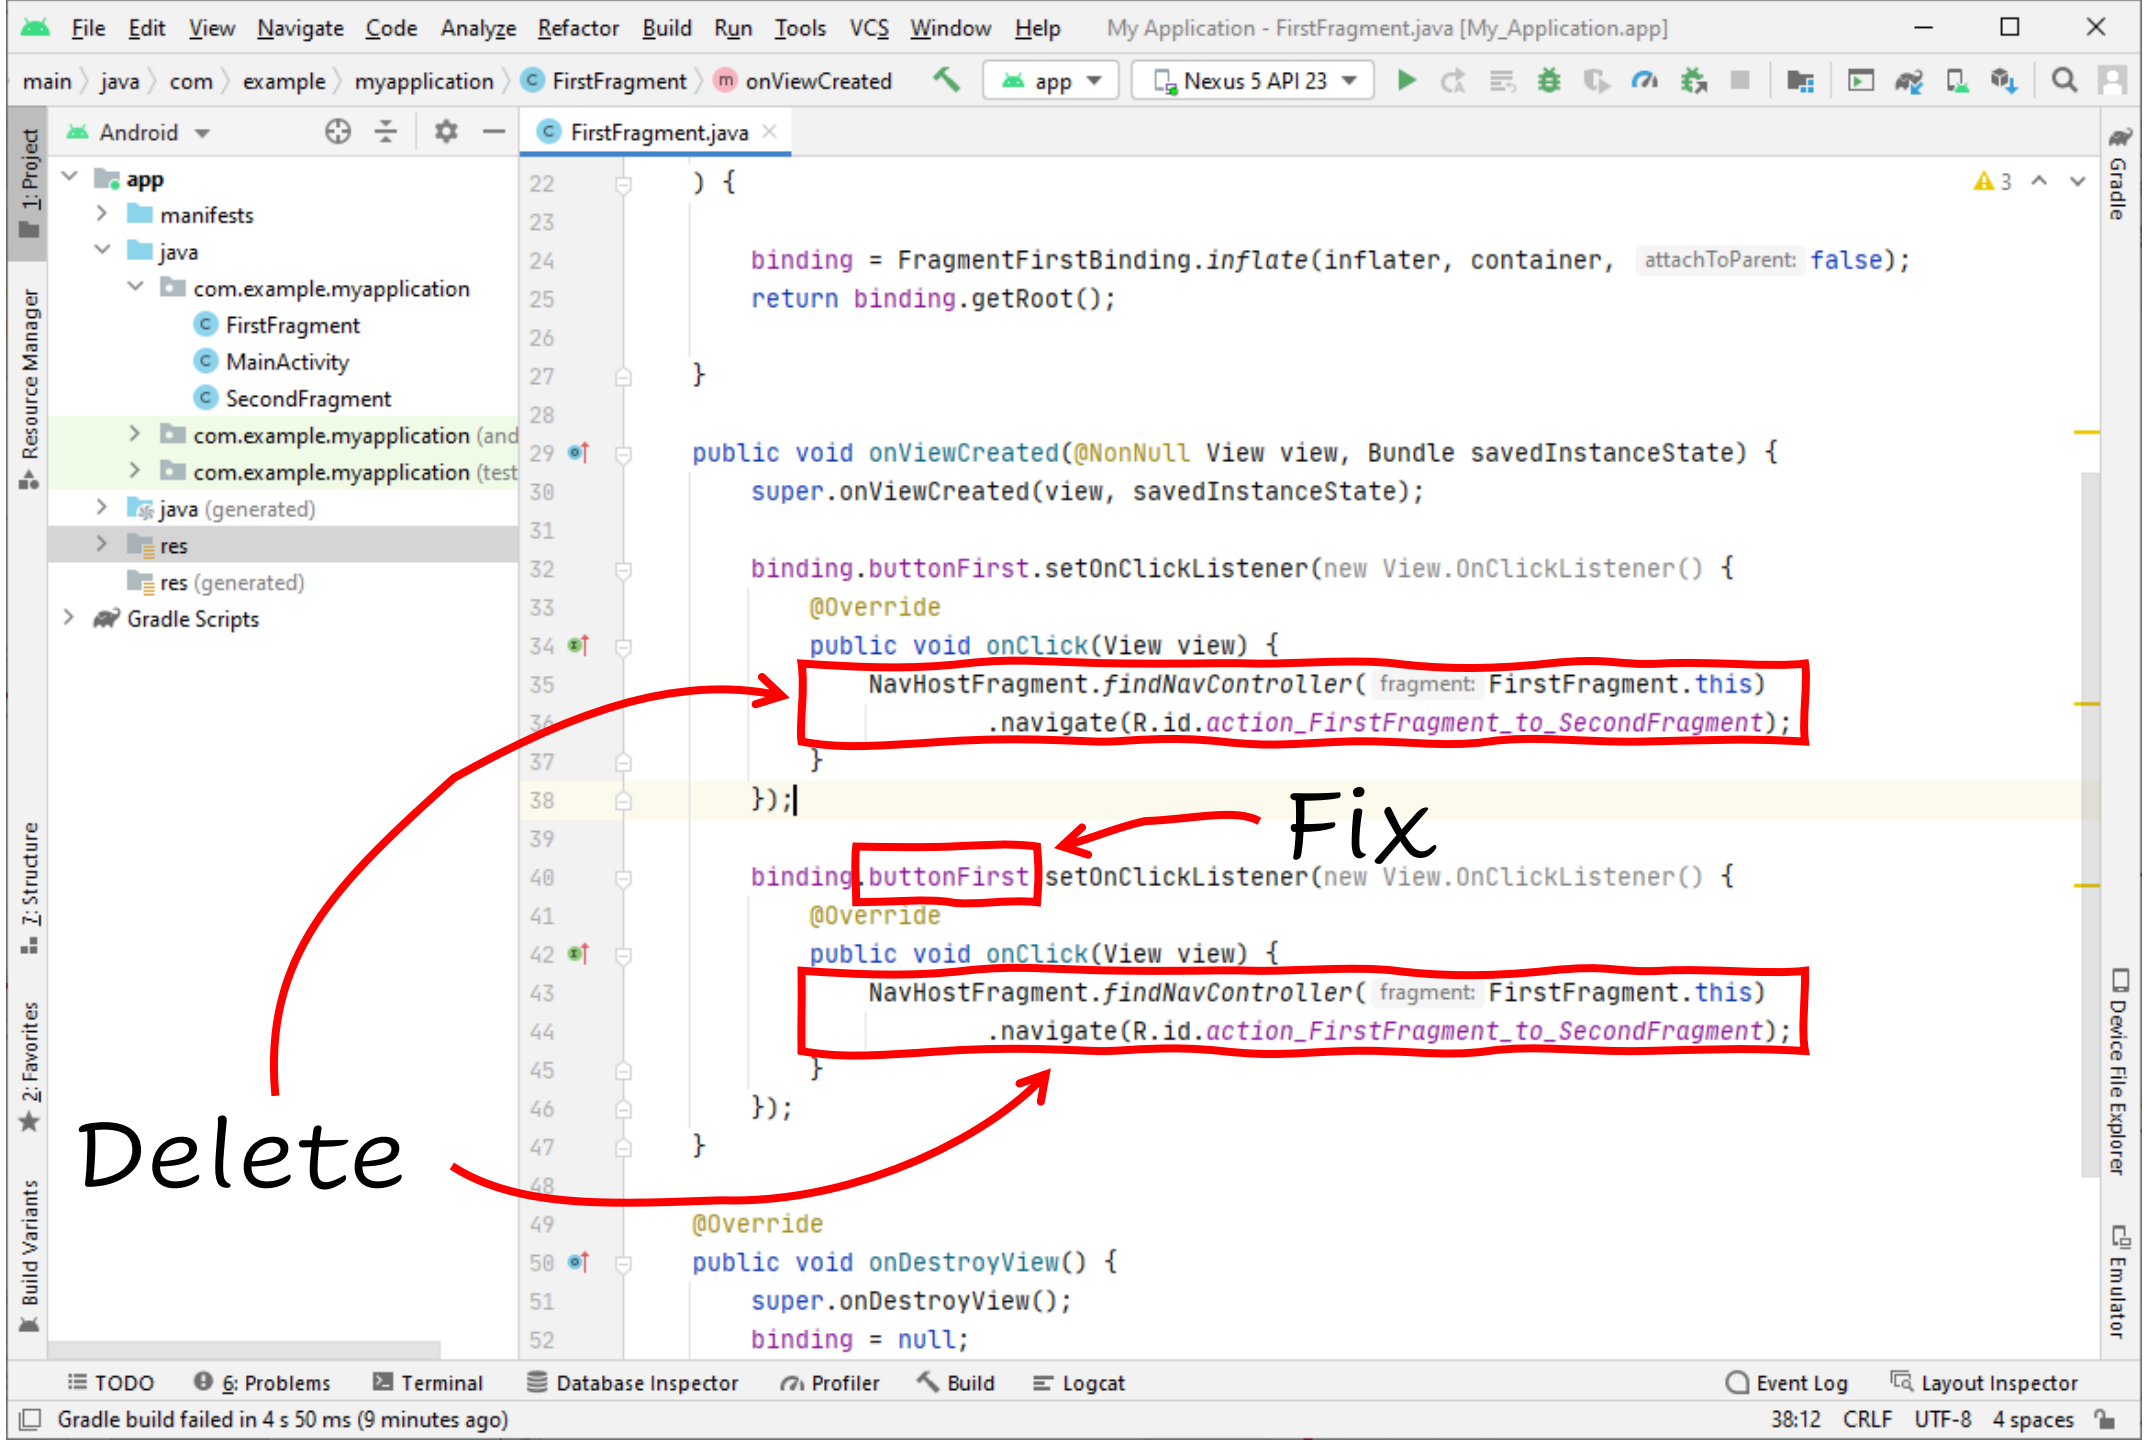 File Edit View Navigate Code Analyze Refactor Build Run Tools VCS Window Help My Application - FirstFragment.java [My_Application.app]
main java com example myapplication FirstFragment onViewCreated app Nexus 5 API 23
1: Project
Resource Manager
7: Structure
2: Favorites
Build Variants
Android
app
manifests
java
com.example.myapplication
FirstFragment
MainActivity
SecondFragment
com.example.myapplication (and
com.example.myapplication (test
java (generated)
res
res (generated)
Gradle Scripts
FirstFragment.java
3
22 ) {
23
24 binding = FragmentFirstBinding.inflate(inflater, container, attachToParent: false);
25 return binding.getRoot();
26
27 }
28
29 public void onViewCreated(@NonNull View view, Bundle savedInstanceState) {
30 super.onViewCreated(view, savedInstanceState);
31
32 binding.buttonFirst.setOnClickListener(new View.OnClickListener() {
33 @Override
34 public void onClick(View view) {
35 NavHostFragment.findNavController( fragment: FirstFragment.this)
36 .navigate(R.id.action_FirstFragment_to_SecondFragment);
37 }
38 });
39
40 binding.buttonFirst.setOnClickListener(new View.OnClickListener() {
41 @Override
42 public void onClick(View view) {
43 NavHostFragment.findNavController( fragment: FirstFragment.this)
44 .navigate(R.id.action_FirstFragment_to_SecondFragment);
45 }
46 });
47 }
48
49 @Override
50 public void onDestroyView() {
51 super.onDestroyView();
52 binding = null;
Fix
Delete
Gradle
Device File Explorer
Emulator
TODO 6: Problems Terminal Database Inspector Profiler Build Logcat Event Log Layout Inspector
Gradle build failed in 4 s 50 ms (9 minutes ago) 38:12 CRLF UTF-8 4 spaces